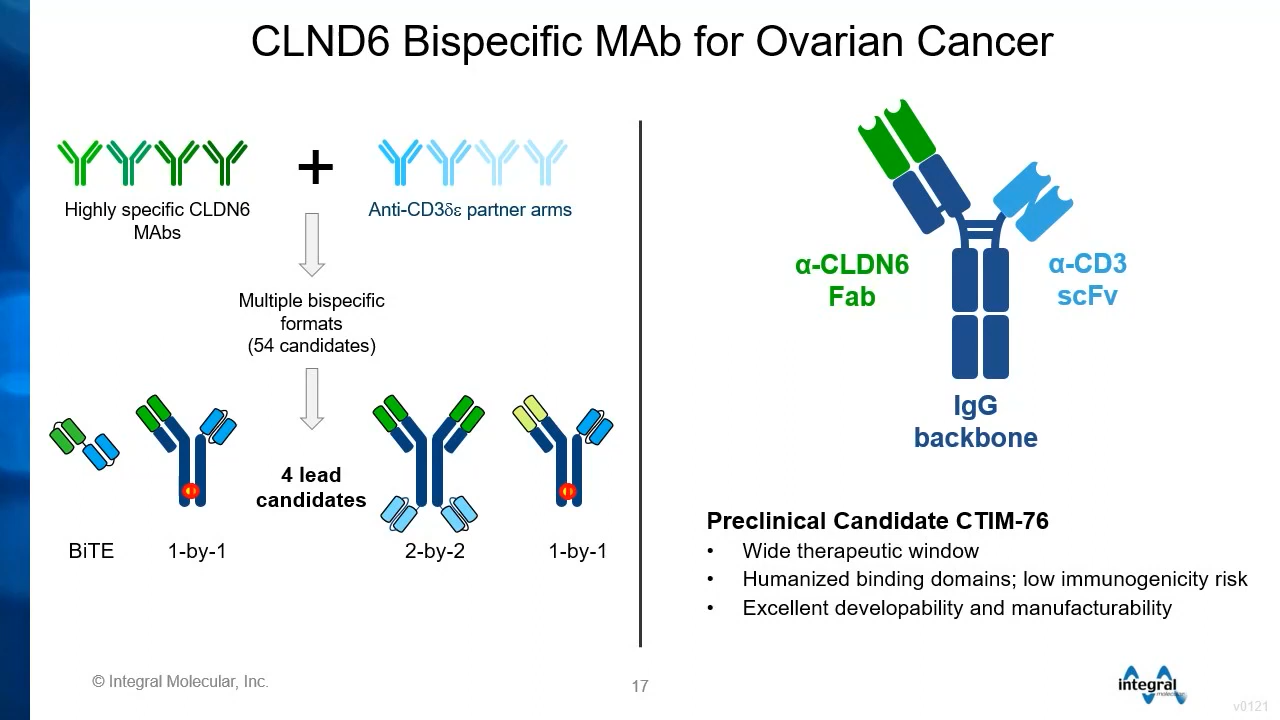 CLND6 Bispecific MAb for Ovarian Cancer
+
Highly specific CLDN6
MAbs
Anti-CD3δε partner arms
Multiple bispecific
formats
(54 candidates)
4 lead
candidates
BiTE
1-by-1
2-by-2
1-by-1
α-CLDN6
Fab
α-CD3
scFv
IgG
backbone
Preclinical Candidate CTIM-76
• Wide therapeutic window
• Humanized binding domains; low immunogenicity risk
• Excellent developability and manufacturability
© Integral Molecular, Inc.
17
integral
molecular
v0121